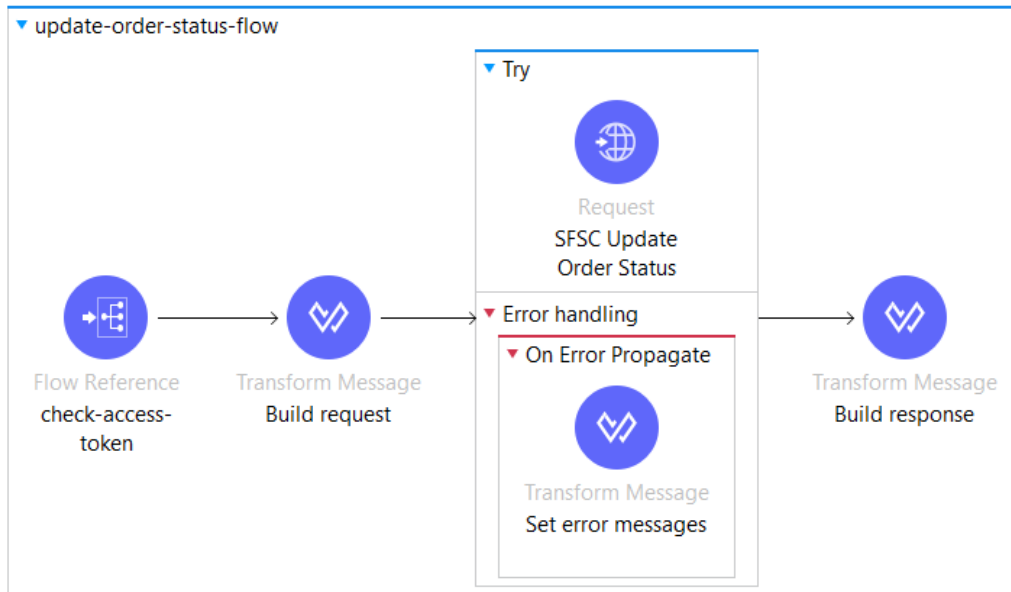 update-order-status-flow
Try
Request
SFSC Update
Order Status
Flow Reference
check-access-
token
Transform Message
Build request
Error handling
On Error Propagate
Transform Message
Set error messages
Transform Message
Build response